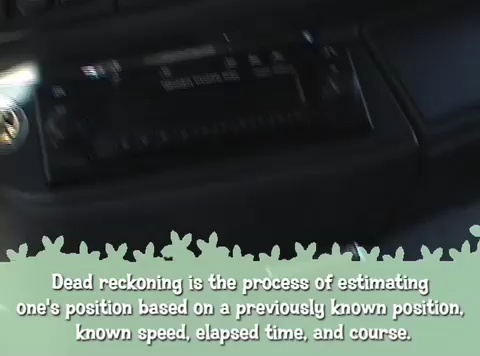 Dead reckoning is the process of estimating
one's position based on a previously known position,
known speed, elapsed time, and course.